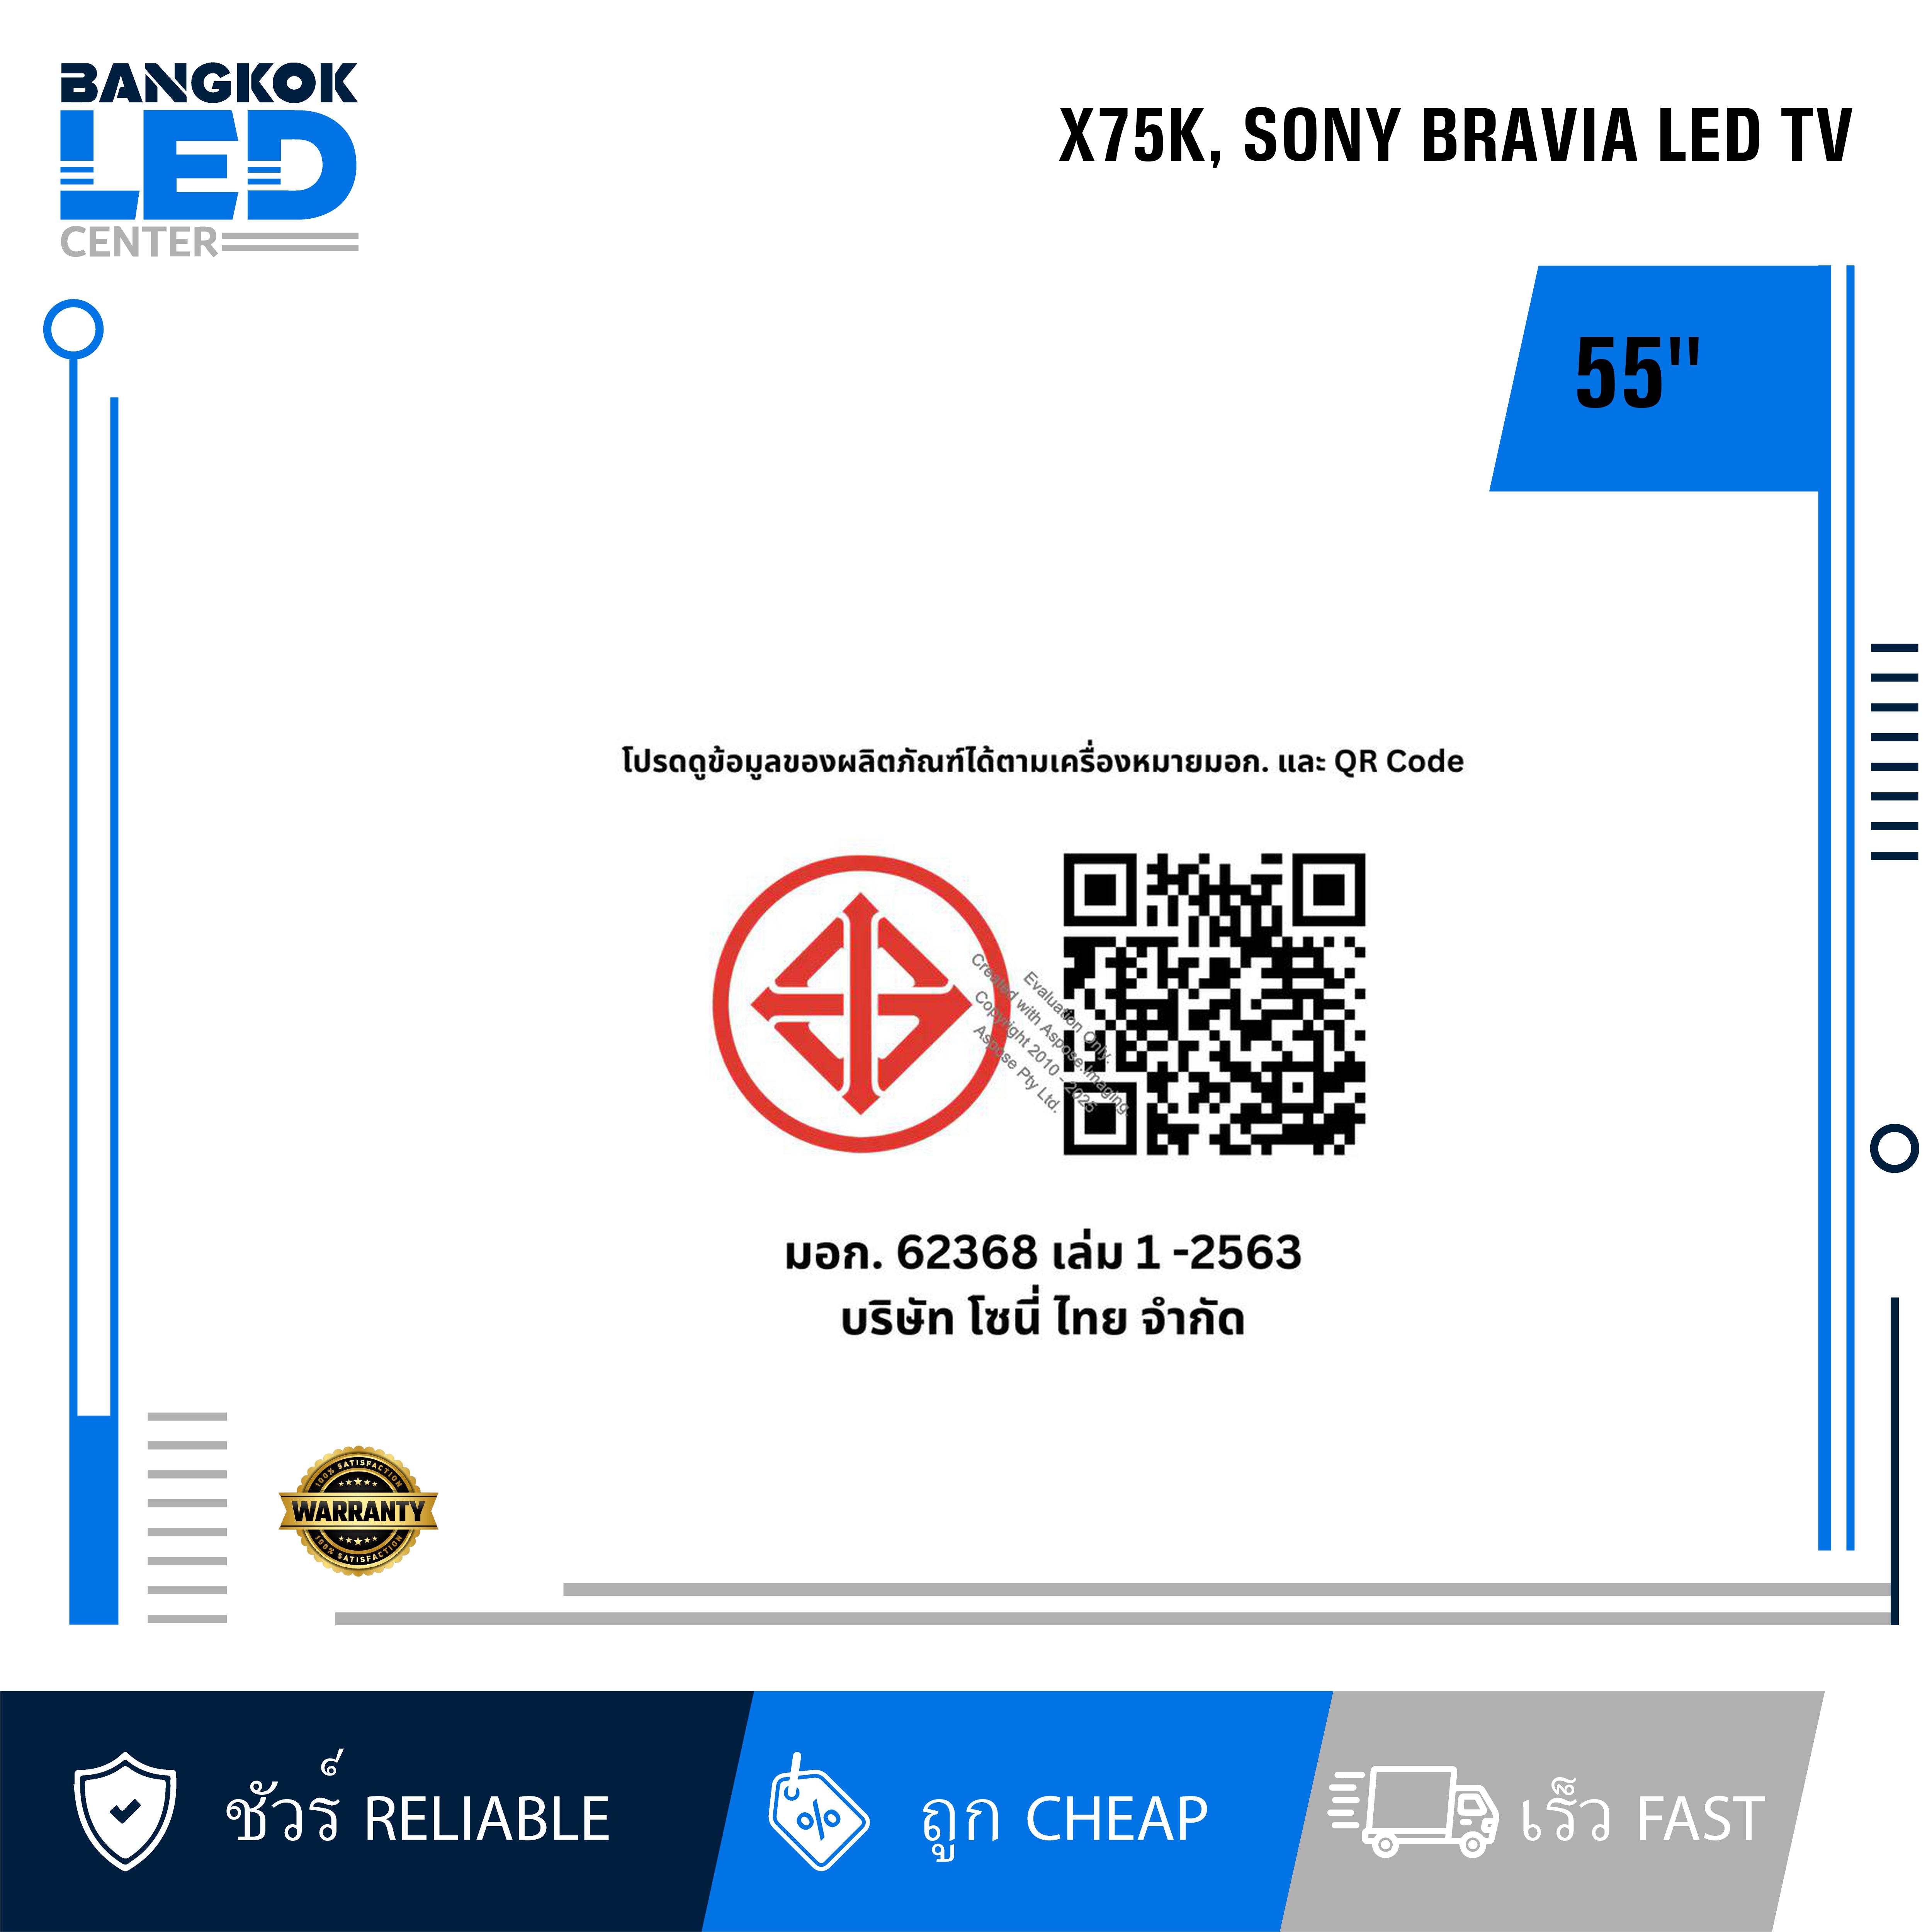 BANGKOK
LED
CENTER
X75K, SONY BRAVIA LED TV
55"
โปรดดูข้อมูลของผลิตภัณฑ์ได้ตามเครื่องหมายมอก. และ QR Code
Evaluation Only.
Created with Aspose.Imaging.
Copyright 2010 - 2025
Aspose Pty Ltd.
มอก. 62368 เล่ม 1 -2563
บริษัท โซนี่ ไทย จำกัด
100% SATISFACTION
WARRANTY
100% SATISFACTION
ชัวร์ RELIABLE
% ถูก CHEAP
เร็ว FAST